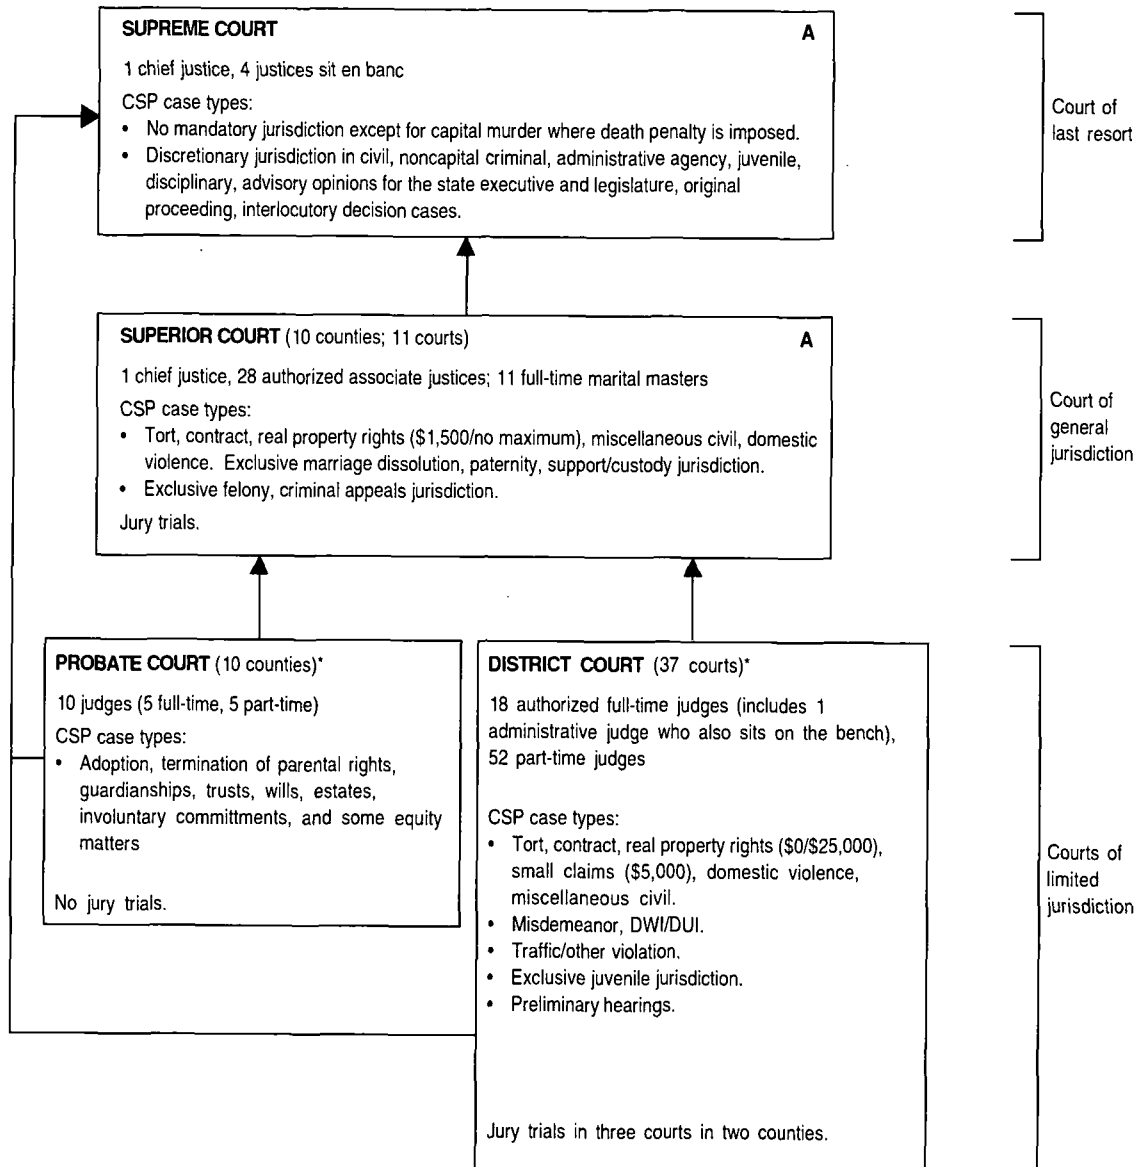 SUPREME COURT A
1 chief justice, 4 justices sit en banc
CSP case types:
• No mandatory jurisdiction except for capital murder where death penalty is imposed.
• Discretionary jurisdiction in civil, noncapital criminal, administrative agency, juvenile,
disciplinary, advisory opinions for the state executive and legislature, original
proceeding, interlocutory decision cases.
Court of
last resort
SUPERIOR COURT (10 counties; 11 courts) A
1 chief justice, 28 authorized associate justices; 11 full-time marital masters
CSP case types:
• Tort, contract, real property rights ($1,500/no maximum), miscellaneous civil, domestic
violence. Exclusive marriage dissolution, paternity, support/custody jurisdiction.
• Exclusive felony, criminal appeals jurisdiction.
Jury trials.
Court of
general
jurisdiction
PROBATE COURT (10 counties)*
10 judges (5 full-time, 5 part-time)
CSP case types:
• Adoption, termination of parental rights,
guardianships, trusts, wills, estates,
involuntary committments, and some equity
matters
No jury trials.
DISTRICT COURT (37 courts)*
18 authorized full-time judges (includes 1
administrative judge who also sits on the bench),
52 part-time judges
CSP case types:
• Tort, contract, real property rights ($0/$25,000),
small claims ($5,000), domestic violence,
miscellaneous civil.
• Misdemeanor, DWI/DUI.
• Traffic/other violation.
• Exclusive juvenile jurisdiction.
• Preliminary hearings.
Jury trials in three courts in two counties.
Courts of
limited
jurisdiction